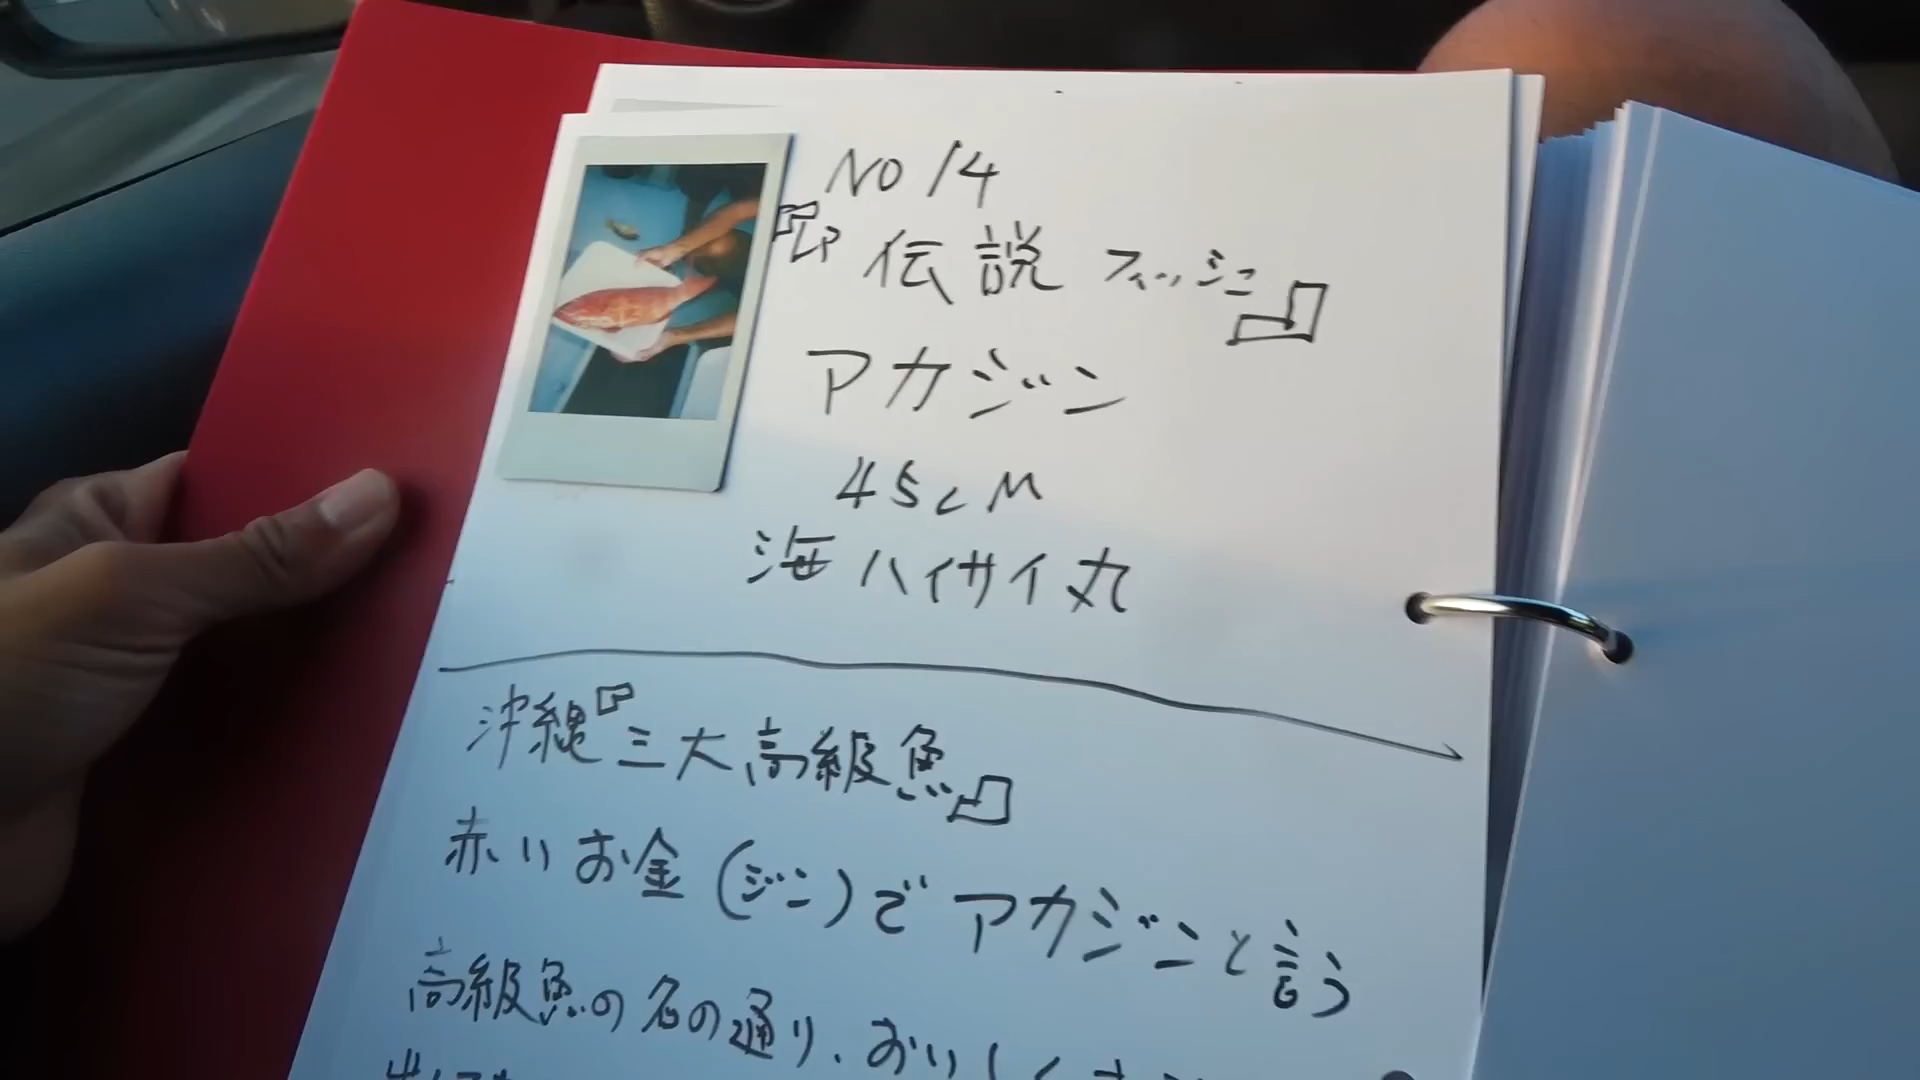 NO 14
『伝説フィッシュ』
アカジン
45cM
海ハイサイ丸
沖縄『三大高級魚』
赤いお金(ジン)でアカジンと言う
高級魚の名の通り、おいしく